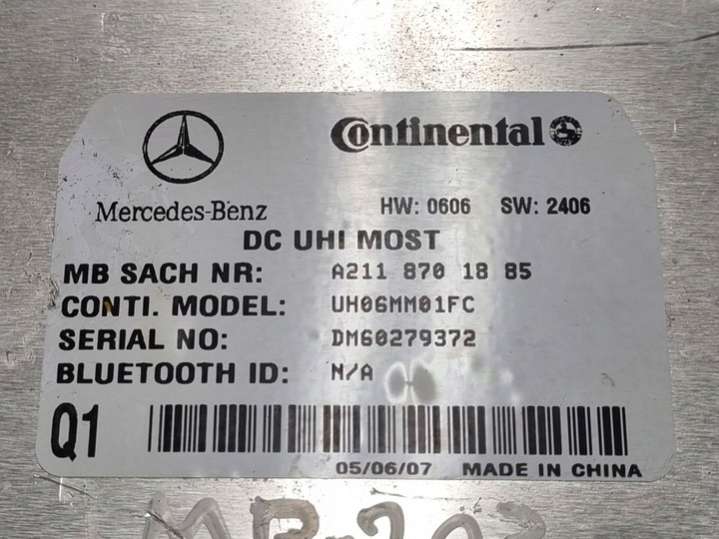 Continental
Mercedes-Benz HW: 0606 SW: 2406
DC UHI MOST
MB SACH NR: A211 870 18 85
CONTI. MODEL: UH06MM01FC
SERIAL NO: DM60279372
BLUETOOTH ID: N/A
Q1
05/06/07 MADE IN CHINA